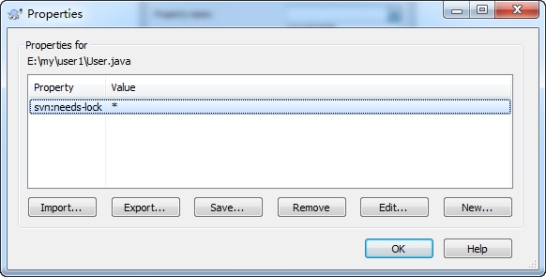 Properties
Properties for
E:\my\user1\User.java
Property Value
svn:needs-lock *
Import... Export... Save... Remove Edit... New...
OK Help